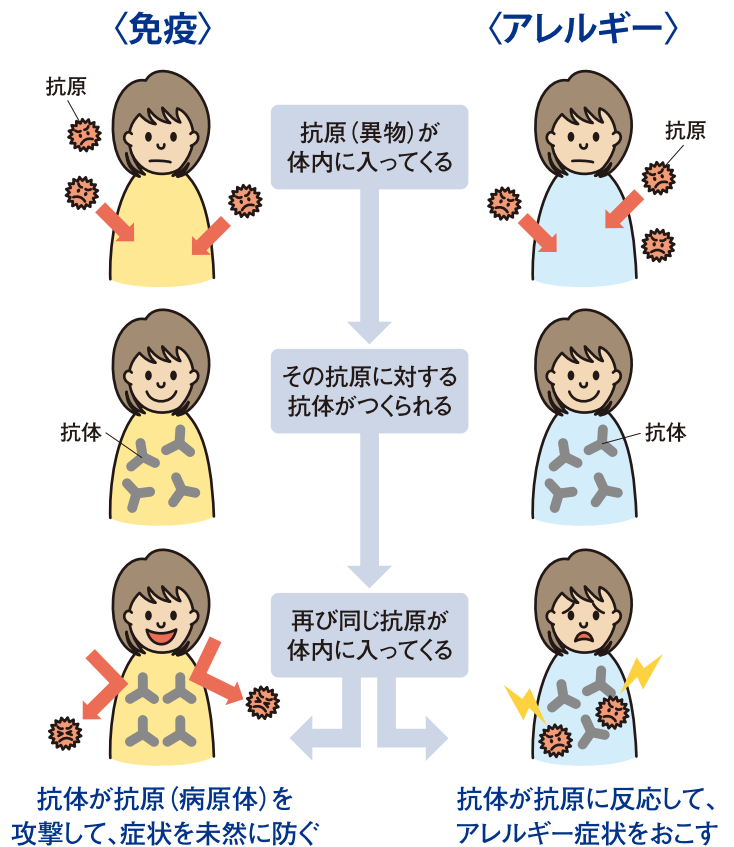 〈免疫〉
〈アレルギー〉
抗原
抗原(異物)が
体内に入ってくる
抗原
その抗原に対する
抗体がつくられる
抗体
抗体
再び同じ抗原が
体内に入ってくる
抗体が抗原(病原体)を
攻撃して、症状を未然に防ぐ
抗体が抗原に反応して、
アレルギー症状をおこす